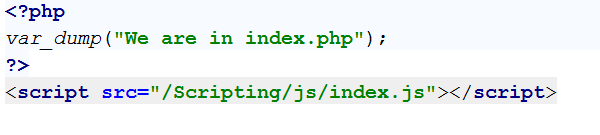 <?php
var_dump("We are in index.php");
?>
<script src="/Scripting/js/index.js"></script>